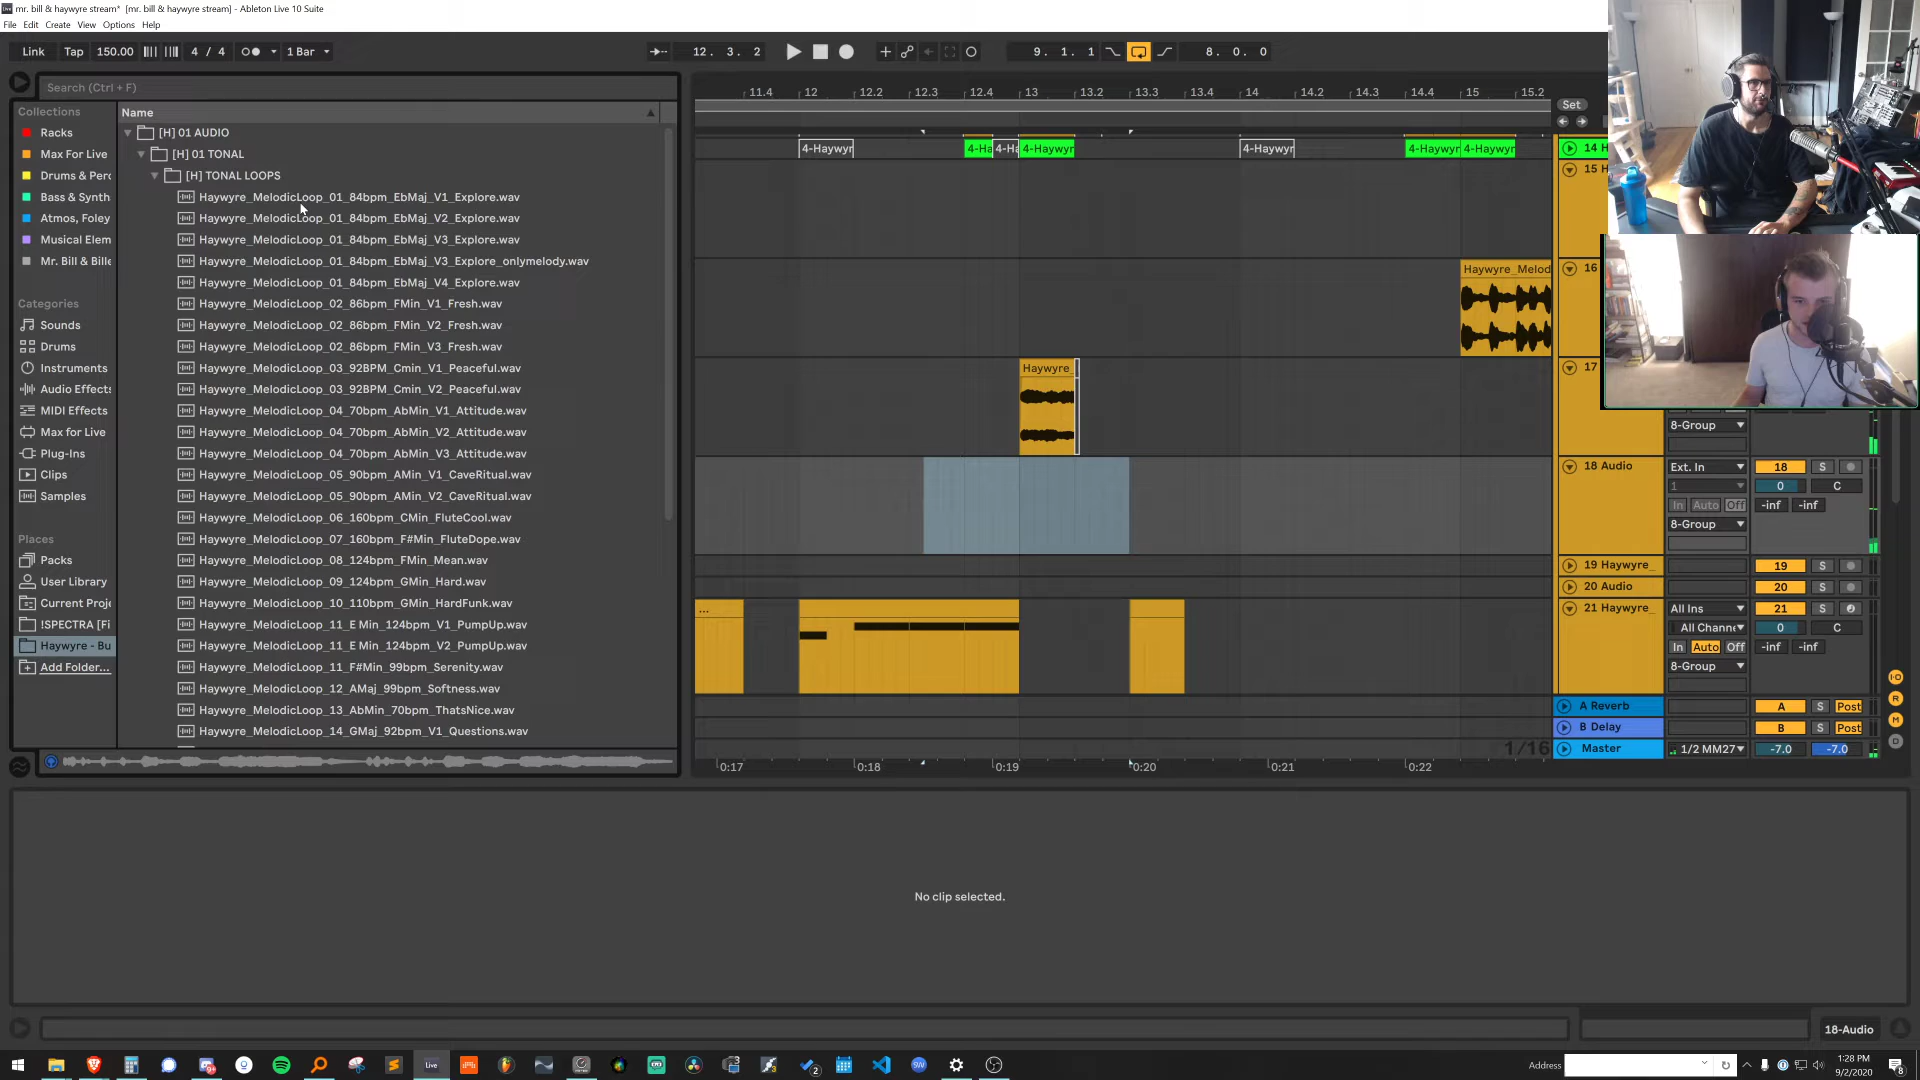 mr. bill & haywyre stream* [mr. bill & haywyre stream] - Ableton Live 10 Suite
File Edit Create View Options Help
Link Tap 150.00 4 / 4 1 Bar 12. 3. 2 9. 1. 1 8. 0. 0
Search (Ctrl + F)
Collections
Racks
Max For Live
Drums & Perc
Bass & Synth
Atmos, Foley
Musical Elem
Mr. Bill & Bille
Categories
Sounds
Drums
Instruments
Audio Effects
MIDI Effects
Max for Live
Plug-Ins
Clips
Samples
Places
Packs
User Library
Current Proje
!SPECTRA [Fi
Haywyre - Bu
Add Folder...
Name
[H] 01 AUDIO
[H] 01 TONAL
[H] TONAL LOOPS
Haywyre_MelodicLoop_01_84bpm_EbMaj_V1_Explore.wav
Haywyre_MelodicLoop_01_84bpm_EbMaj_V2_Explore.wav
Haywyre_MelodicLoop_01_84bpm_EbMaj_V3_Explore.wav
Haywyre_MelodicLoop_01_84bpm_EbMaj_V3_Explore_onlymelody.wav
Haywyre_MelodicLoop_01_84bpm_EbMaj_V4_Explore.wav
Haywyre_MelodicLoop_02_86bpm_FMin_V1_Fresh.wav
Haywyre_MelodicLoop_02_86bpm_FMin_V2_Fresh.wav
Haywyre_MelodicLoop_02_86bpm_FMin_V3_Fresh.wav
Haywyre_MelodicLoop_03_92BPM_Cmin_V1_Peaceful.wav
Haywyre_MelodicLoop_03_92BPM_Cmin_V2_Peaceful.wav
Haywyre_MelodicLoop_04_70bpm_AbMin_V1_Attitude.wav
Haywyre_MelodicLoop_04_70bpm_AbMin_V2_Attitude.wav
Haywyre_MelodicLoop_04_70bpm_AbMin_V3_Attitude.wav
Haywyre_MelodicLoop_05_90bpm_AMin_V1_CaveRitual.wav
Haywyre_MelodicLoop_05_90bpm_AMin_V2_CaveRitual.wav
Haywyre_MelodicLoop_06_160bpm_CMin_FluteCool.wav
Haywyre_MelodicLoop_07_160bpm_F#Min_FluteDope.wav
Haywyre_MelodicLoop_08_124bpm_FMin_Mean.wav
Haywyre_MelodicLoop_09_124bpm_GMin_Hard.wav
Haywyre_MelodicLoop_10_110bpm_GMin_HardFunk.wav
Haywyre_MelodicLoop_11_E Min_124bpm_V1_PumpUp.wav
Haywyre_MelodicLoop_11_E Min_124bpm_V2_PumpUp.wav
Haywyre_MelodicLoop_11_F#Min_99bpm_Serenity.wav
Haywyre_MelodicLoop_12_AMaj_99bpm_Softness.wav
Haywyre_MelodicLoop_13_AbMin_70bpm_ThatsNice.wav
Haywyre_MelodicLoop_14_GMaj_92bpm_V1_Questions.wav
11.4 12 12.2 12.3 12.4 13 13.2 13.3 13.4 14 14.2 14.3 14.4 15 15.2
Set
4-Haywyr 4-Ha 4-Ha 4-Haywyr 4-Haywyr 4-Haywyr 4-Haywyr 14 H
15 H
Haywyre_Melod 16
Haywyre_ 17
8-Group
18 Audio Ext. In 18 S
1 0 C
In Auto Off -inf -inf
8-Group
19 Haywyre_ 19 S
20 Audio 20 S
... 21 Haywyre_ All Ins 21 S
All Channe 0 C
In Auto Off -inf -inf
8-Group
A Reverb A S Post
B Delay B S Post
1/16 Master 1/2 MM27 -7.0 -7.0
0:17 0:18 0:19 0:20 0:21 0:22
I·O
R
M
D
No clip selected.
18-Audio
Live
2
Address
1:28 PM
9/2/2020
8